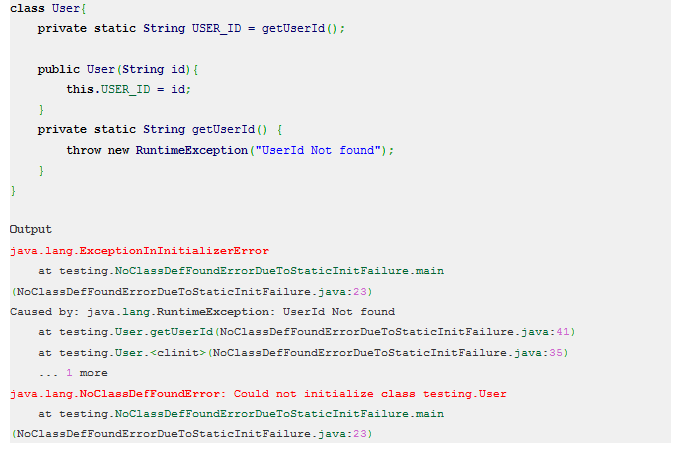 class User{
    private static String USER_ID = getUserId();

    public User(String id){
        this.USER_ID = id;
    }
    private static String getUserId() {
        throw new RuntimeException("UserId Not found");
    }
}

Output
java.lang.ExceptionInInitializerError
    at testing.NoClassDefFoundErrorDueToStaticInitFailure.main
(NoClassDefFoundErrorDueToStaticInitFailure.java:23)
Caused by: java.lang.RuntimeException: UserId Not found
    at testing.User.getUserId(NoClassDefFoundErrorDueToStaticInitFailure.java:41)
    at testing.User.<clinit>(NoClassDefFoundErrorDueToStaticInitFailure.java:35)
    ... 1 more
java.lang.NoClassDefFoundError: Could not initialize class testing.User
    at testing.NoClassDefFoundErrorDueToStaticInitFailure.main
(NoClassDefFoundErrorDueToStaticInitFailure.java:23)